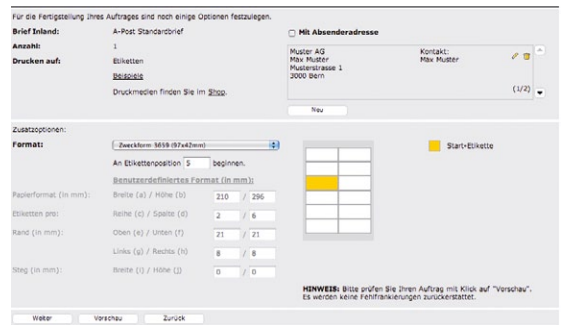 Für die Fertigstellung Ihres Auftrages sind noch einige Optionen festzulegen.
Brief Inland: A-Post Standardbrief
Anzahl: 1
Drucken auf: Etiketten
Beispiele
Druckmedien finden Sie im Shop.
Mit Absenderadresse
Muster AG
Max Muster
Musterstrasse 1
3000 Bern
Kontakt:
Max Muster
(1/2)
Neu
Zusatzoptionen:
Format: Zweckform 3659 (97x42mm)
An Etikettenposition 5 beginnen.
Benutzerdefiniertes Format (in mm):
Papierformat (in mm): Breite (a) / Höhe (b) 210 / 296
Etiketten pro: Reihe (c) / Spalte (d) 2 / 6
Rand (in mm): Oben (e) / Unten (f) 21 / 21
Links (g) / Rechts (h) 8 / 8
Steg (in mm): Breite (i) / Höhe (j) 0 / 0
Start-Etikette
HINWEIS: Bitte prüfen Sie Ihren Auftrag mit Klick auf "Vorschau".
Es werden keine Fehlfrankierungen zurückerstattet.
Weiter Vorschau Zurück